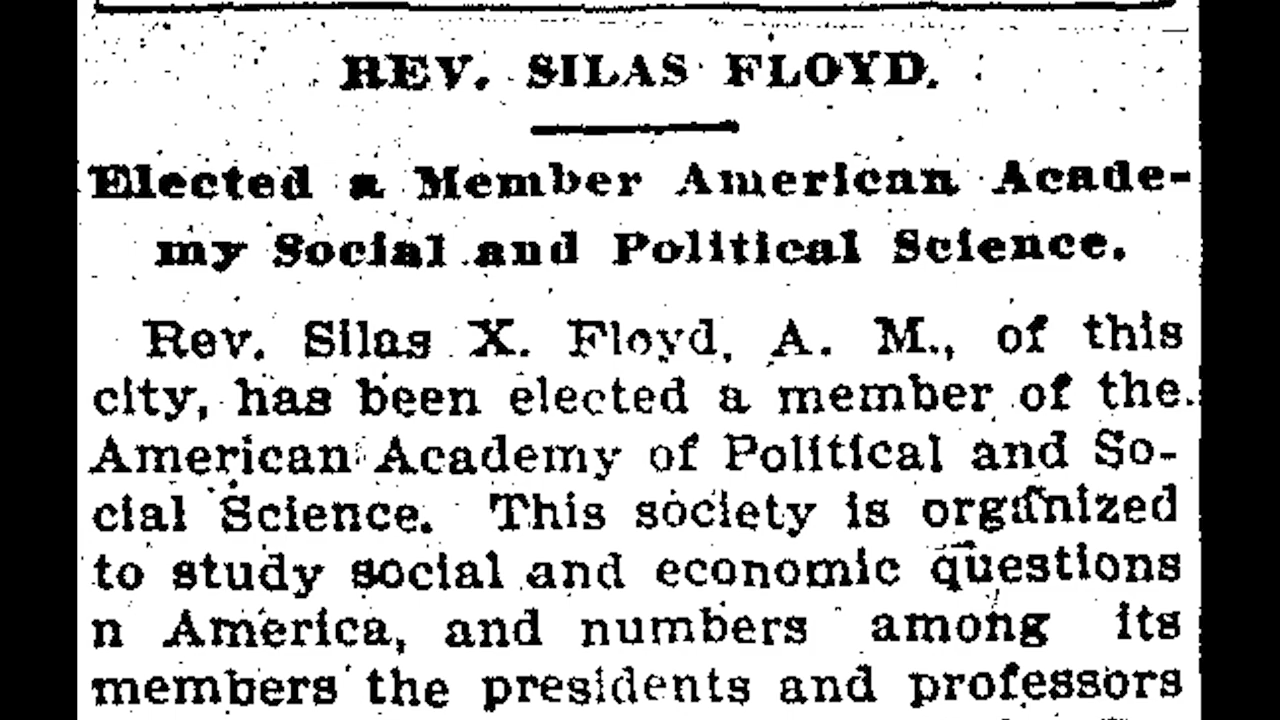 REV. SILAS FLOYD.
Elected a Member American Acade-
my Social and Political Science.
Rev. Silas X. Floyd, A. M., of this
city, has been elected a member of the
American Academy of Political and So-
cial Science. This society is organized
to study social and economic questions
n America, and numbers among its
members the presidents and professors